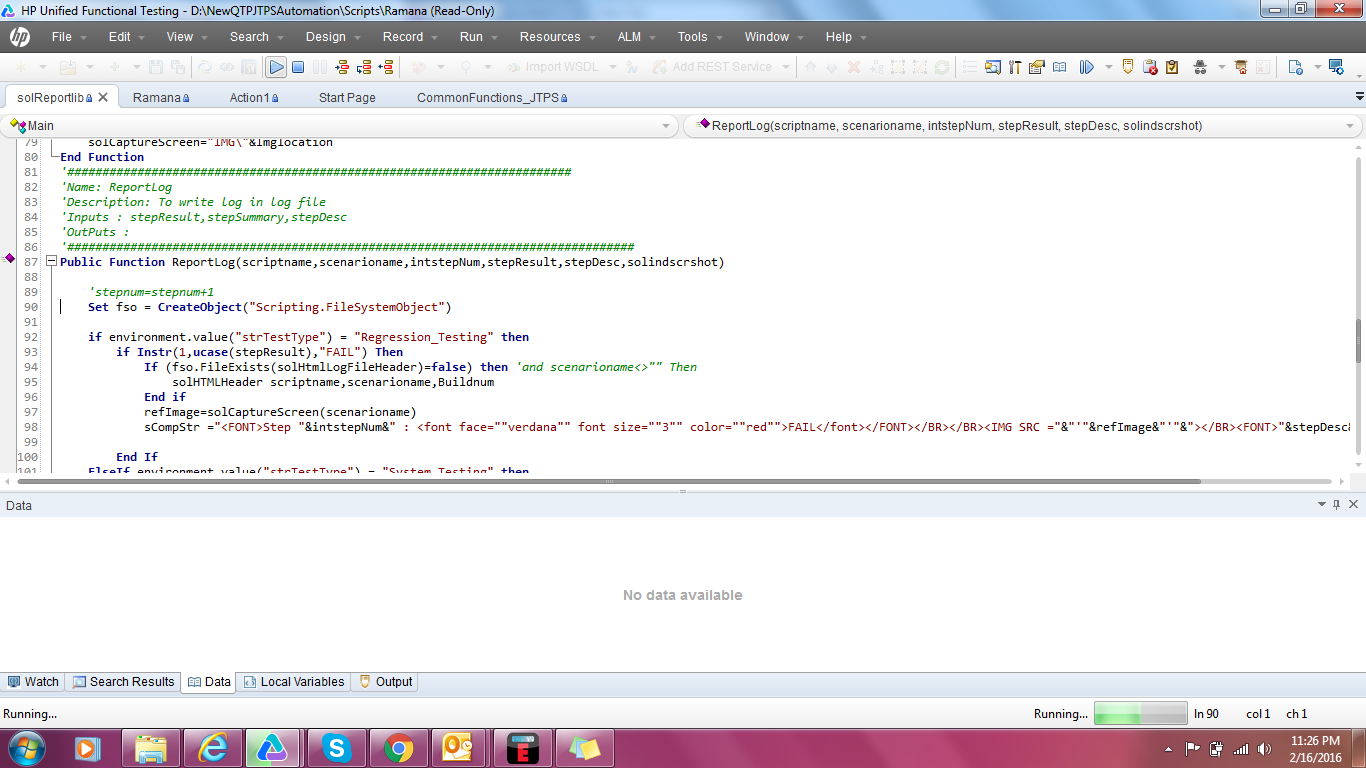 HP Unified Functional Testing - D:\NewQTPJTPSAutomation\Scripts\Ramana (Read-Only)
hp File Edit View Search Design Record Run Resources ALM Tools Window Help
Import WSDL Add REST Service
solReportlib Ramana Action1 Start Page CommonFunctions_JTPS
Main ReportLog(scriptname, scenarioname, intstepNum, stepResult, stepDesc, solindscrshot)
79 solCaptureScreen="IMG\"&Imglocation
80 End Function
81 '########################################################################
82 'Name: ReportLog
83 'Description: To write log in log file
84 'Inputs : stepResult,stepSummary,stepDesc
85 'OutPuts :
86 '#################################################################################
87 Public Function ReportLog(scriptname,scenarioname,intstepNum,stepResult,stepDesc,solindscrshot)
88
89 'stepnum=stepnum+1
90 Set fso = CreateObject("Scripting.FileSystemObject")
91
92 if environment.value("strTestType") = "Regression_Testing" then
93 if Instr(1,ucase(stepResult),"FAIL") Then
94 If (fso.FileExists(solHtmlLogFileHeader)=false) then 'and scenarioname<>"" Then
95 solHTMLHeader scriptname,scenarioname,Buildnum
96 End if
97 refImage=solCaptureScreen(scenarioname)
98 sCompStr ="<FONT>Step "&intstepNum&" : <font face=""verdana"" font size=""3"" color=""red"">FAIL</font></FONT></BR></BR><IMG SRC ="&"'"&refImage&"'"&"></BR><FONT>"&stepDesc&
99
100 End If
101 ElseIf environment.value("strTestType") = "System_Testing" then
Data
No data available
Watch Search Results Data Local Variables Output
Running... Running... ln 90 col 1 ch 1
11:26 PM
2/16/2016